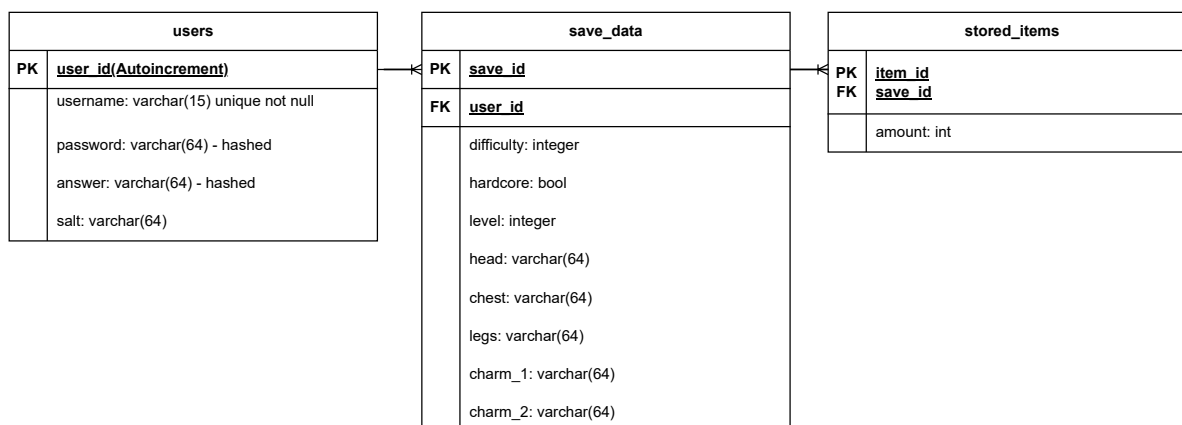 users
PK user_id(Autoincrement)
username: varchar(15) unique not null
password: varchar(64) - hashed
answer: varchar(64) - hashed
salt: varchar(64)
save_data
PK save_id
FK user_id
difficulty: integer
hardcore: bool
level: integer
head: varchar(64)
chest: varchar(64)
legs: varchar(64)
charm_1: varchar(64)
charm_2: varchar(64)
stored_items
PK item_id
FK save_id
amount: int